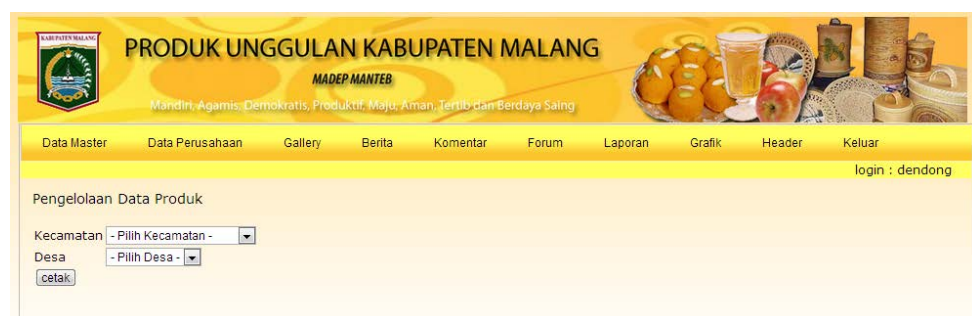 KABUPATEN MALANG
PRODUK UNGGULAN KABUPATEN MALANG
MADEP MANTEB
Mandiri, Agamis, Demokratis, Produktif, Maju, Aman, Tertib dan Berdaya Saing
Data Master Data Perusahaan Gallery Berita Komentar Forum Laporan Grafik Header Keluar
login : dendong
Pengelolaan Data Produk
Kecamatan - Pilih Kecamatan -
Desa - Pilih Desa -
cetak